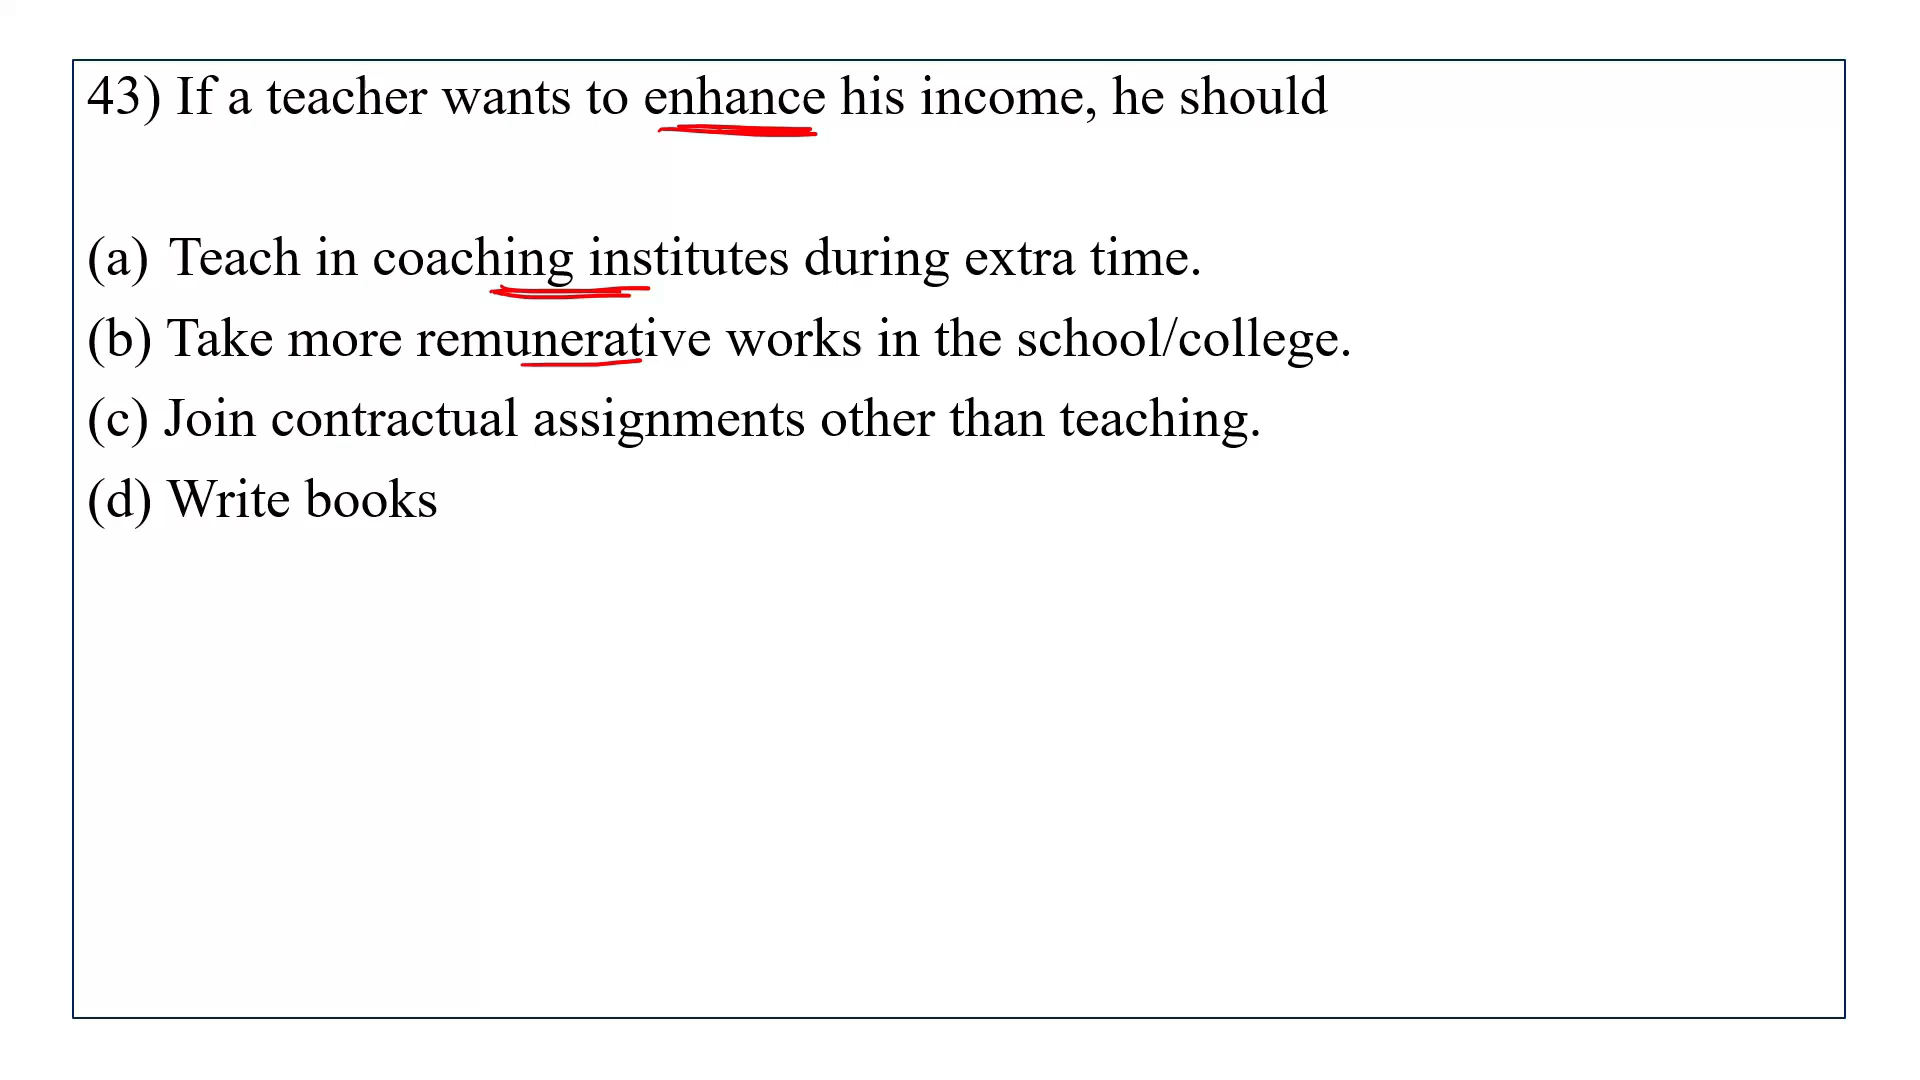 43) If a teacher wants to enhance his income, he should
(a) Teach in coaching institutes during extra time.
(b) Take more remunerative works in the school/college.
(c) Join contractual assignments other than teaching.
(d) Write books